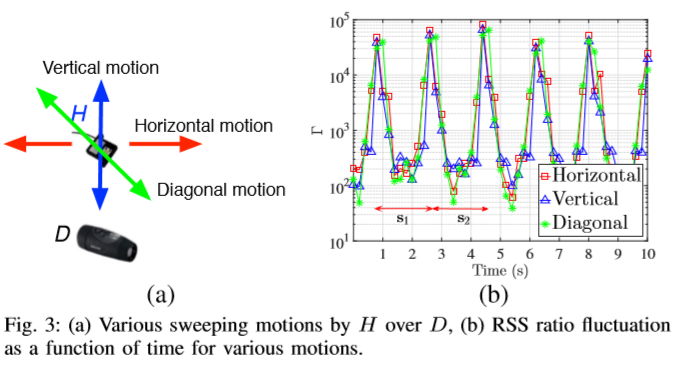 Vertical motion
H
Horizontal motion
Diagonal motion
D
(a)
Γ
10^5
10^4
10^3
10^2
10^1
s1
s2
Horizontal
Vertical
Diagonal
1 2 3 4 5 6 7 8 9 10
Time (s)
(b)
Fig. 3: (a) Various sweeping motions by H over D, (b) RSS ratio fluctuation
as a function of time for various motions.